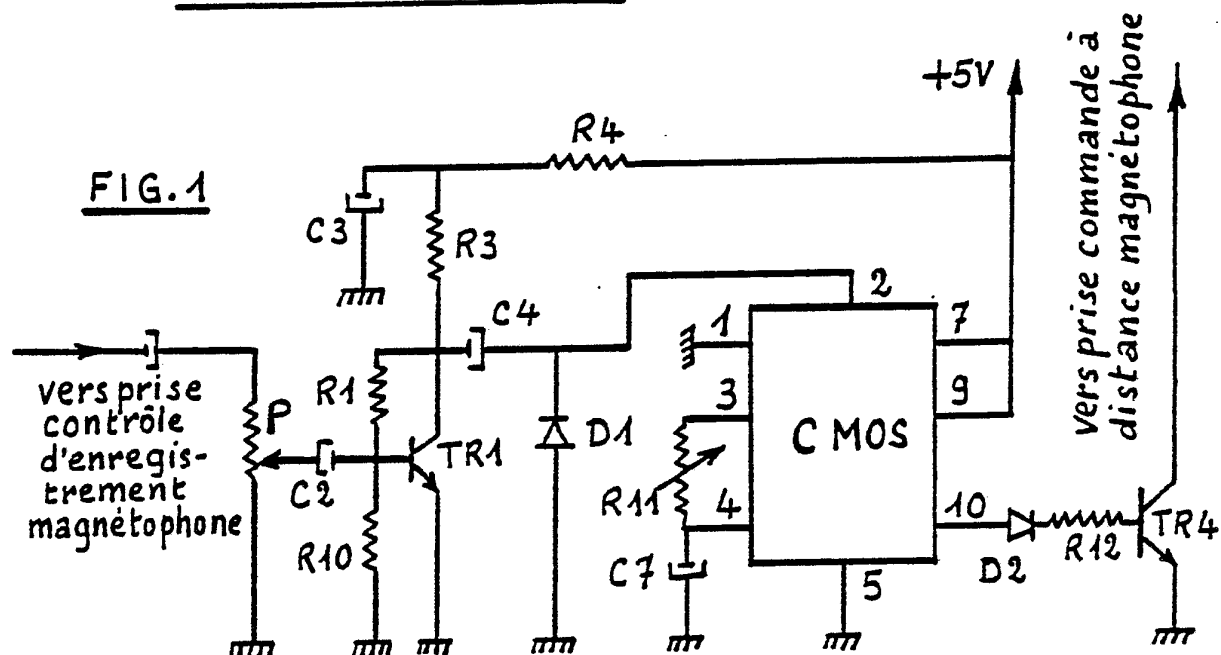 +5V
vers prise commande à
distance magnétophone
R4
FIG.1
C3
R3
2
C4
1
7
vers prise
contrôle
d'enregis-
trement
magnétophone
P
R1
3
9
D1
C MOS
C2
TR1
R11
4
10
TR4
R10
R12
C7
D2
5